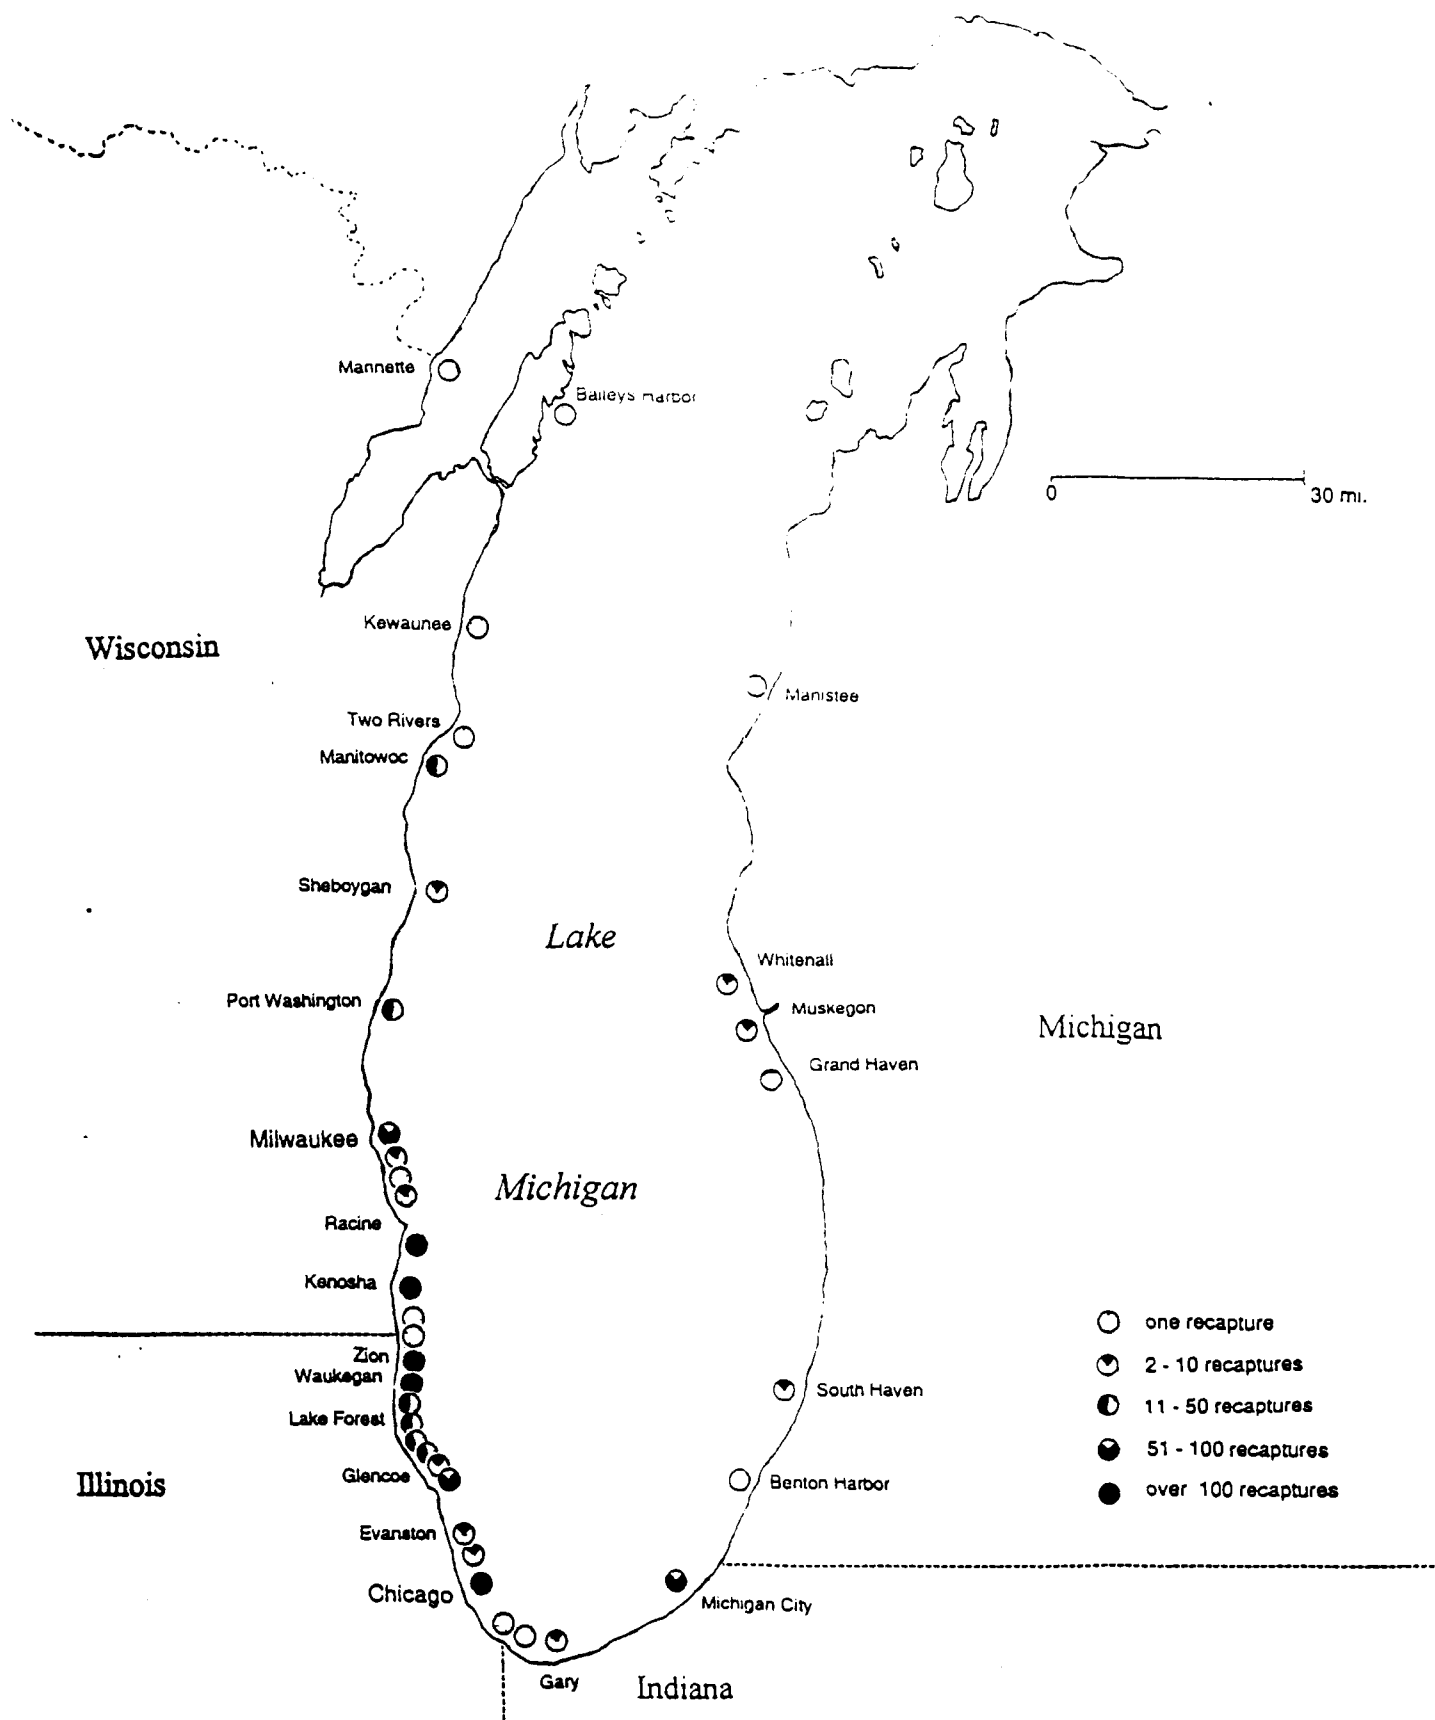 Mannette
Baileys Harbor
0
30 mi.
Kewaunee
Wisconsin
Manistee
Two Rivers
Manitowoc
Sheboygan
Lake
Whitehall
Port Washington
Muskegon
Michigan
Grand Haven
Milwaukee
Michigan
Racine
Kenosha
one recapture
Zion
2 - 10 recaptures
Waukegan
South Haven
11 - 50 recaptures
Lake Forest
51 - 100 recaptures
Glencoe
Illinois
Benton Harbor
over 100 recaptures
Evanston
Chicago
Michigan City
Gary
Indiana